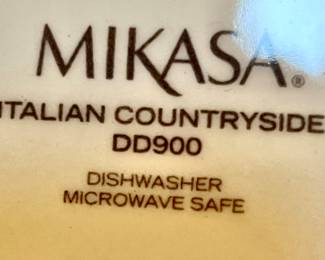 MIKASA®
ITALIAN COUNTRYSIDE
DD900
DISHWASHER
MICROWAVE SAFE